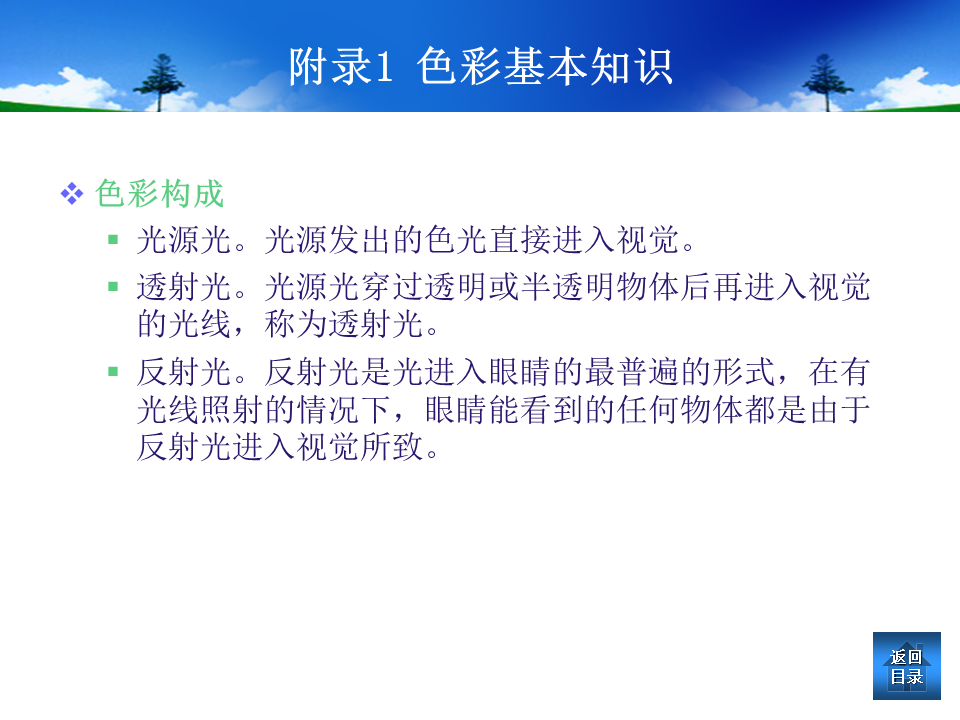 附录1 色彩基本知识
色彩构成
光源光。光源发出的色光直接进入视觉。
透射光。光源光穿过透明或半透明物体后再进入视觉
的光线，称为透射光。
反射光。反射光是光进入眼睛的最普遍的形式，在有
光线照射的情况下，眼睛能看到的任何物体都是由于
反射光进入视觉所致。
返回
目录